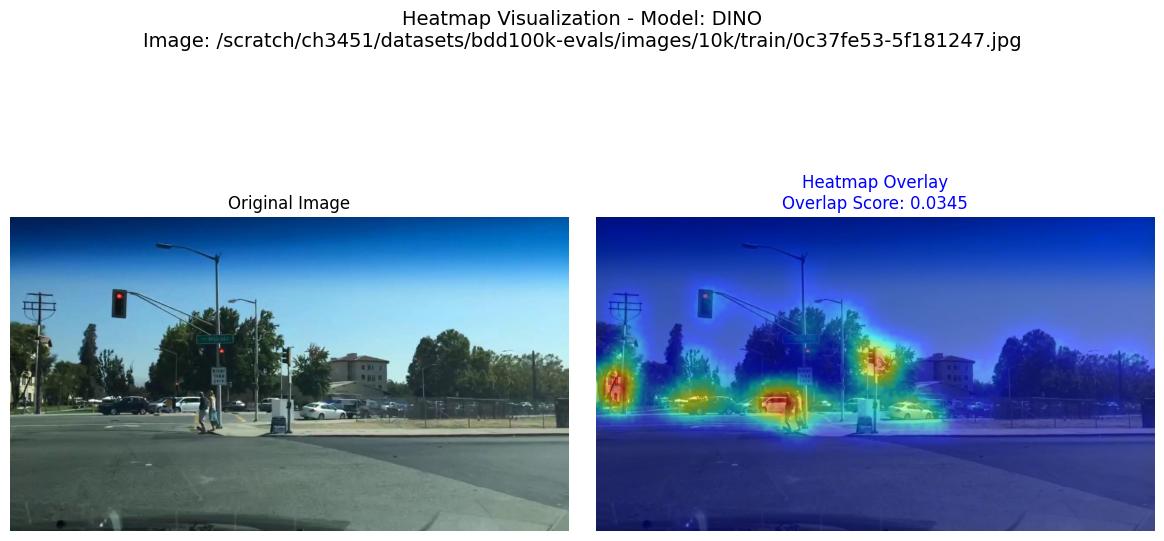 Heatmap Visualization - Model: DINO
Image: /scratch/ch3451/datasets/bdd100k-evals/images/10k/train/0c37fe53-5f181247.jpg
Original Image
Heatmap Overlay
Overlap Score: 0.0345